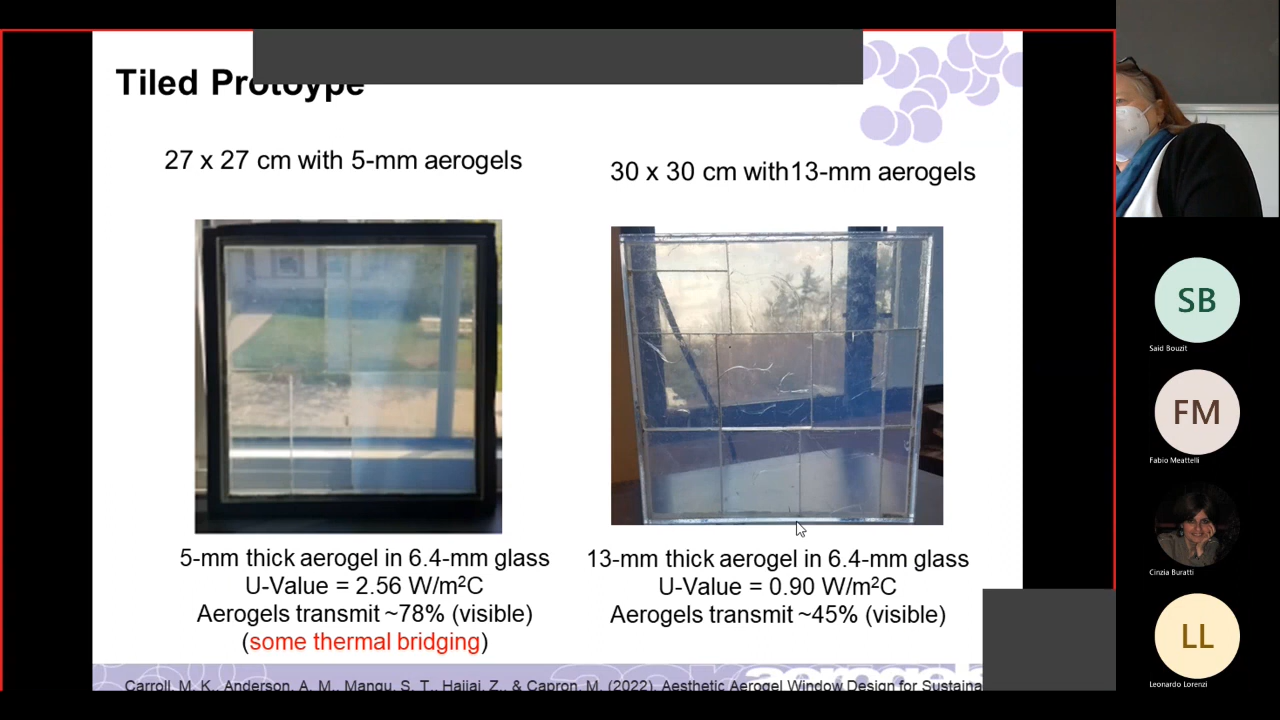 Tiled Protoype
27 x 27 cm with 5-mm aerogels
30 x 30 cm with13-mm aerogels
5-mm thick aerogel in 6.4-mm glass
U-Value = 2.56 W/m²C
Aerogels transmit ~78% (visible)
(some thermal bridging)
13-mm thick aerogel in 6.4-mm glass
U-Value = 0.90 W/m²C
Aerogels transmit ~45% (visible)
Carroll, M. K., Anderson, A. M., Mangu, S. T., Hajjaj, Z., & Capron, M. (2022). Aesthetic Aerogel Window Design for
SB
Said Bouzit
FM
Fabio Meattelli
Cinzia Buratti
LL
Leonardo Lorenzi